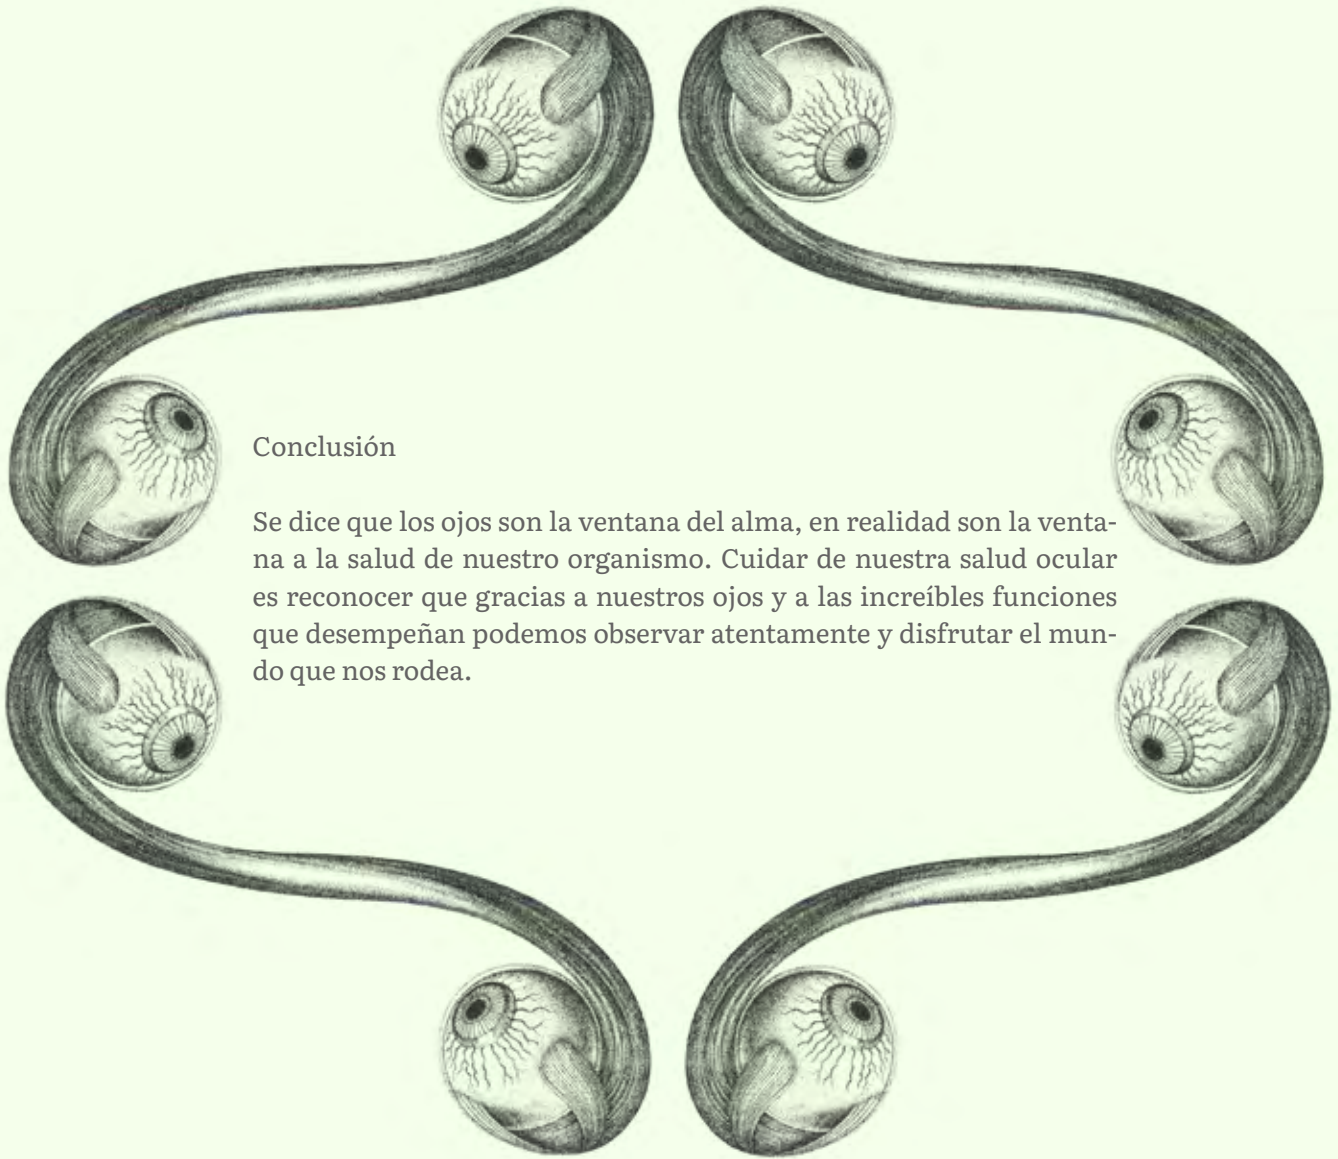 Conclusión
Se dice que los ojos son la ventana del alma, en realidad son la venta-
na a la salud de nuestro organismo. Cuidar de nuestra salud ocular
es reconocer que gracias a nuestros ojos y a las increíbles funciones
que desempeñan podemos observar atentamente y disfrutar el mun-
do que nos rodea.